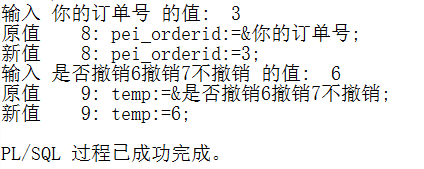 输入 你的订单号 的值:  3
原值    8: pei_orderid:=&你的订单号;
新值    8: pei_orderid:=3;
输入 是否撤销6撤销7不撤销 的值:  6
原值    9: temp:=&是否撤销6撤销7不撤销;
新值    9: temp:=6;
PL/SQL 过程已成功完成。